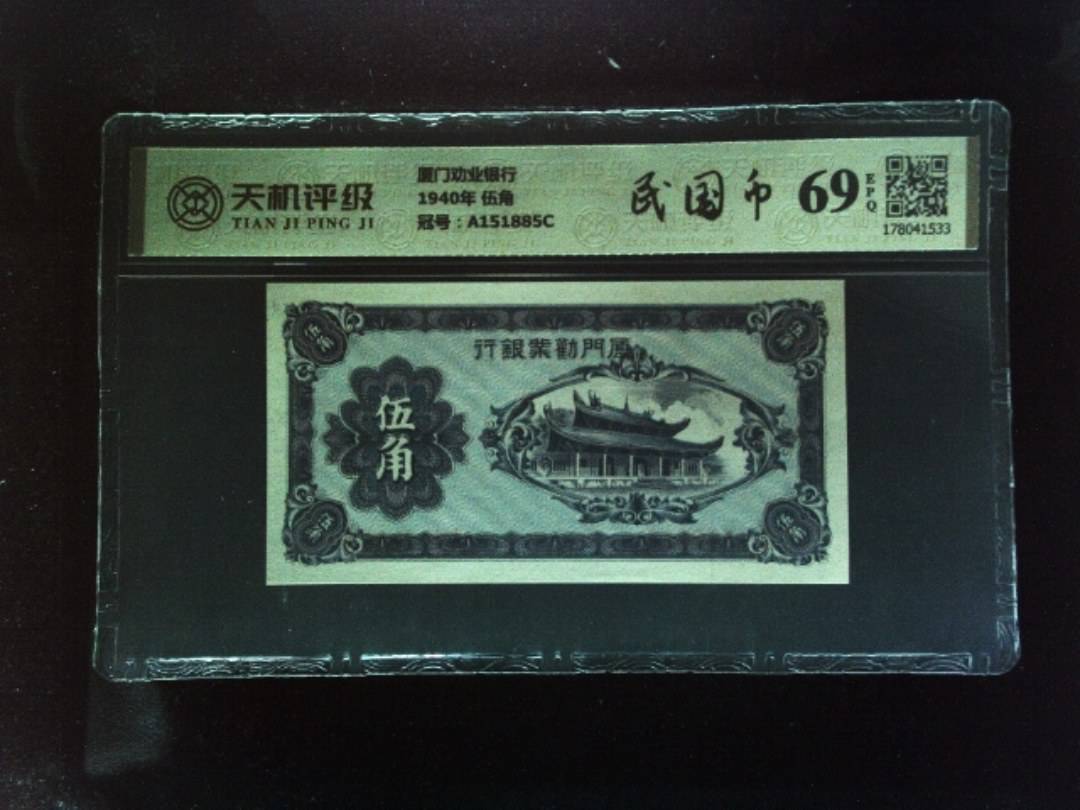 天机评级
TIAN JI PING JI
厦门劝业银行
1940年 伍角
冠号：A151885C
民国币
69
EPQ
178041533
行銀業勸門厦
伍角
伍角
伍角
伍角
伍角